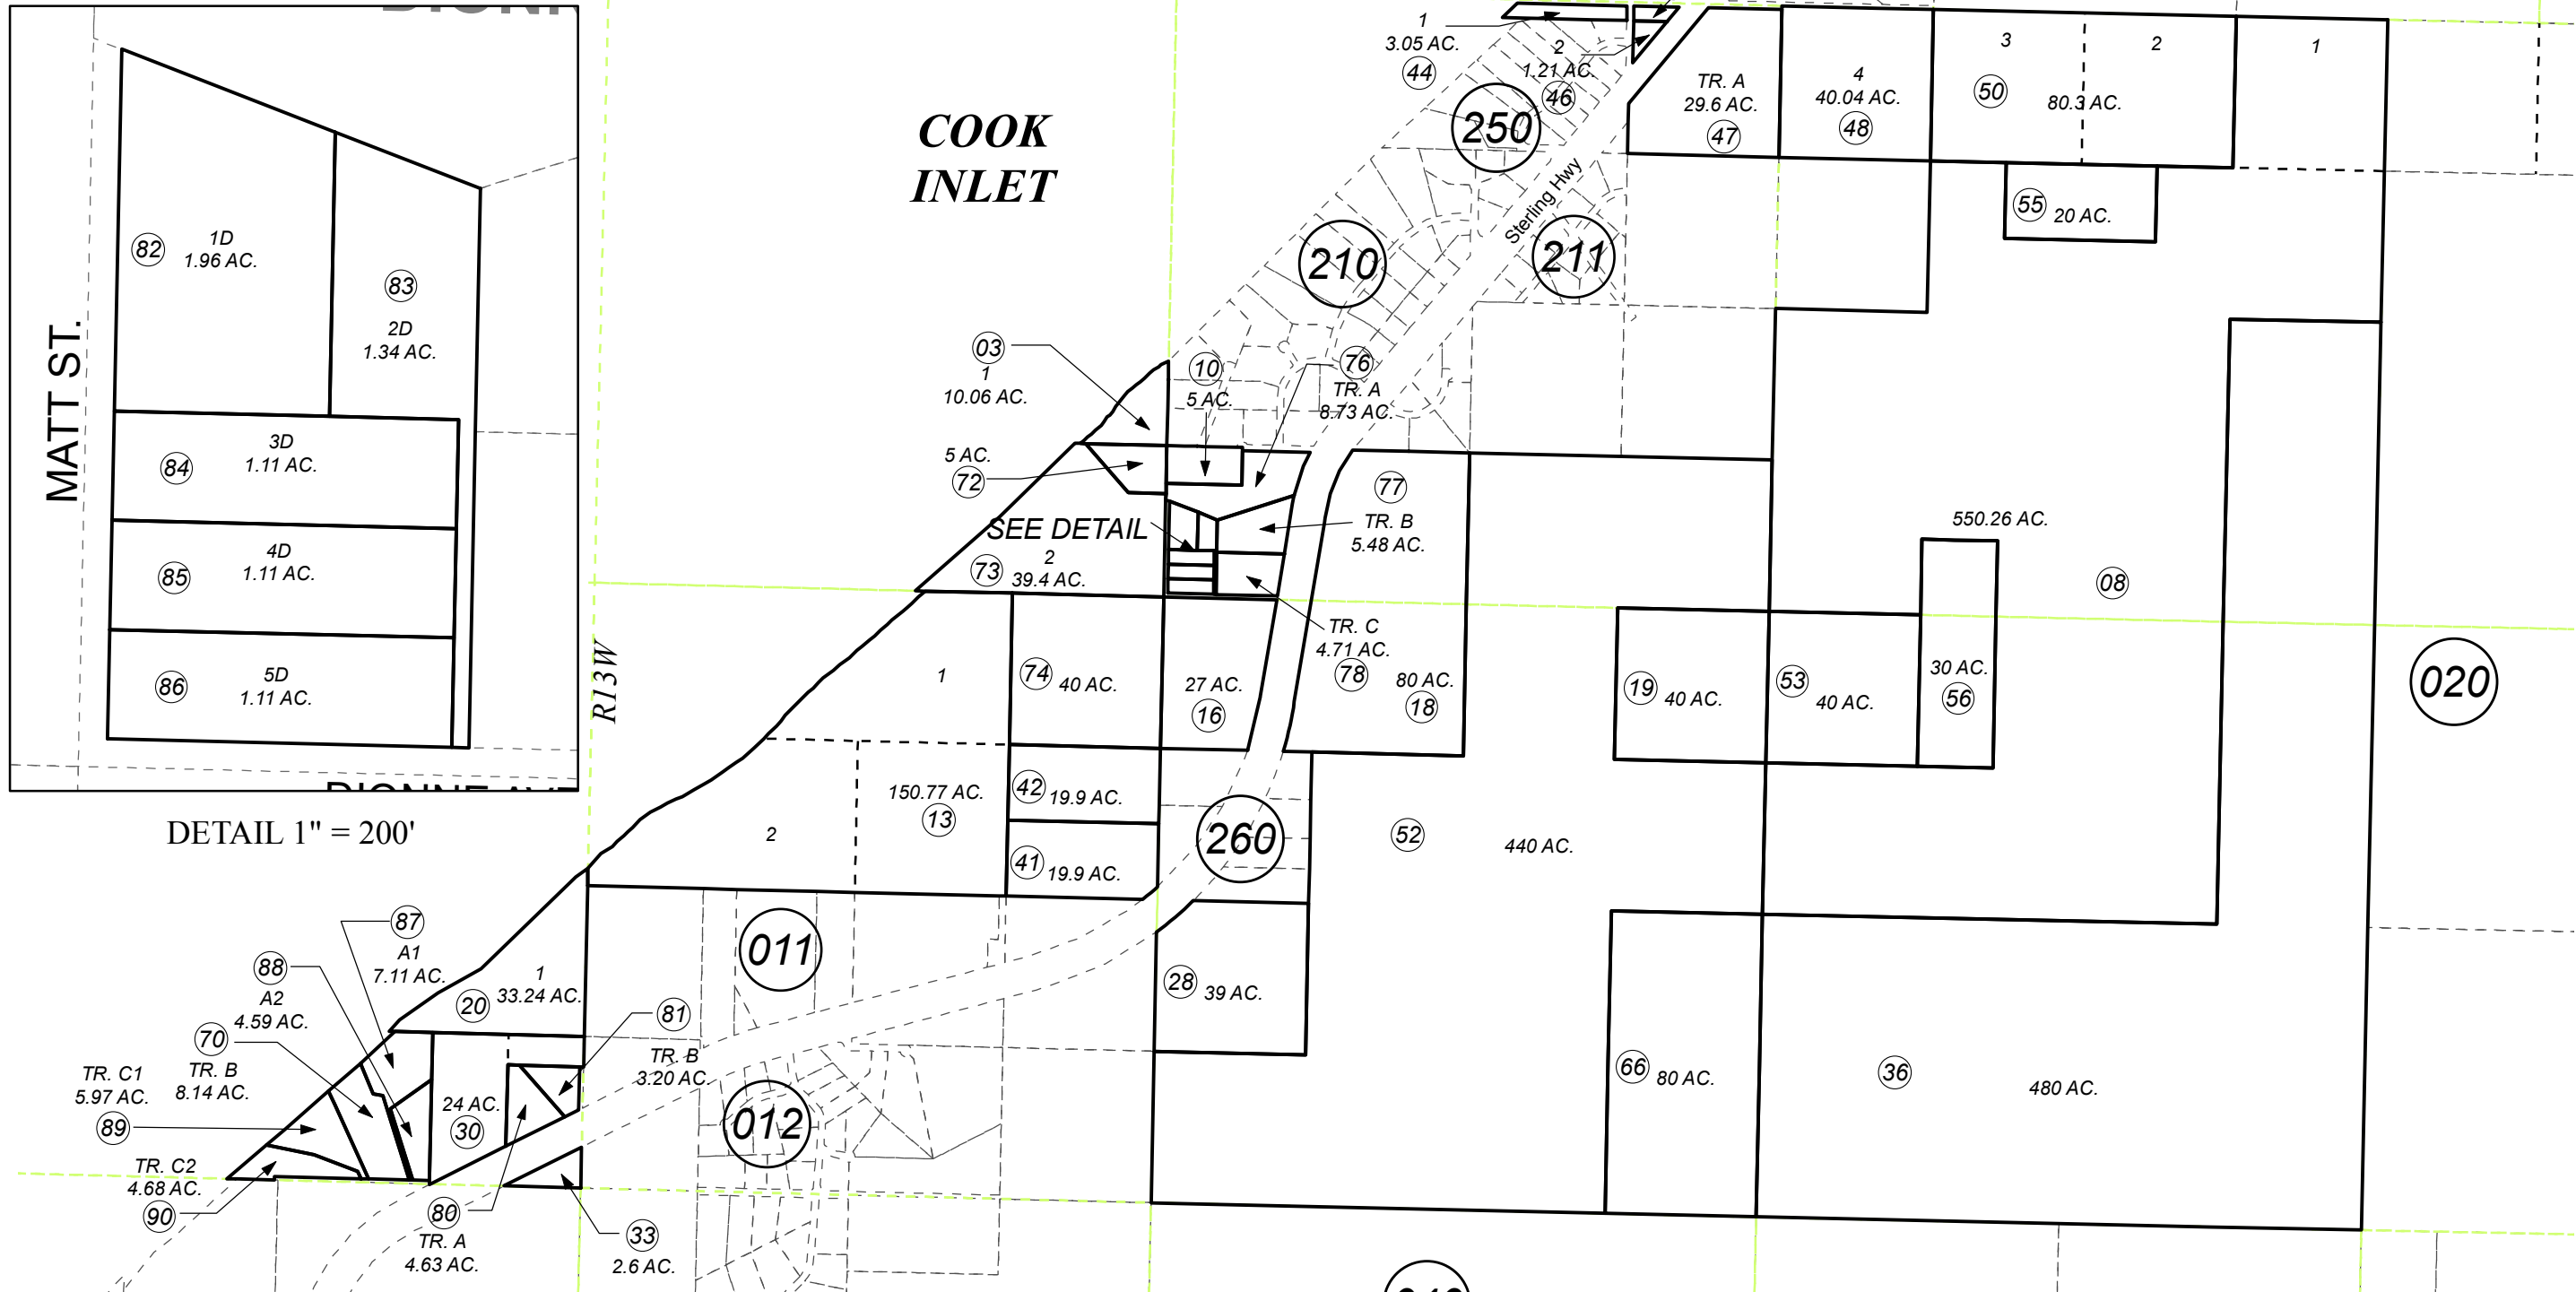 MATT ST.
82
1D
1.96 AC.
83
2D
1.34 AC.
84
3D
1.11 AC.
85
4D
1.11 AC.
86
5D
1.11 AC.
DETAIL 1" = 200'
COOK
INLET
R13W
1
3.05 AC.
44
2
1.21 AC.
46
250
210
211
Sterling Hwy
TR. A
29.6 AC.
47
4
40.04 AC.
48
3
50
80.3 AC.
2
1
55
20 AC.
03
1
10.06 AC.
10
5 AC.
76
TR. A
8.73 AC.
5 AC.
72
SEE DETAIL
73
2
39.4 AC.
77
TR. B
5.48 AC.
TR. C
4.71 AC.
78
80 AC.
18
550.26 AC.
08
19
40 AC.
53
40 AC.
30 AC.
56
020
1
74
40 AC.
27 AC.
16
150.77 AC.
13
2
42
19.9 AC.
41
19.9 AC.
260
52
440 AC.
011
28
39 AC.
66
80 AC.
36
480 AC.
87
A1
7.11 AC.
88
A2
4.59 AC.
1
20
33.24 AC.
70
TR. B
8.14 AC.
81
TR. B
3.20 AC.
TR. C1
5.97 AC.
89
24 AC.
30
012
TR. C2
4.68 AC.
90
80
TR. A
4.63 AC.
33
2.6 AC.